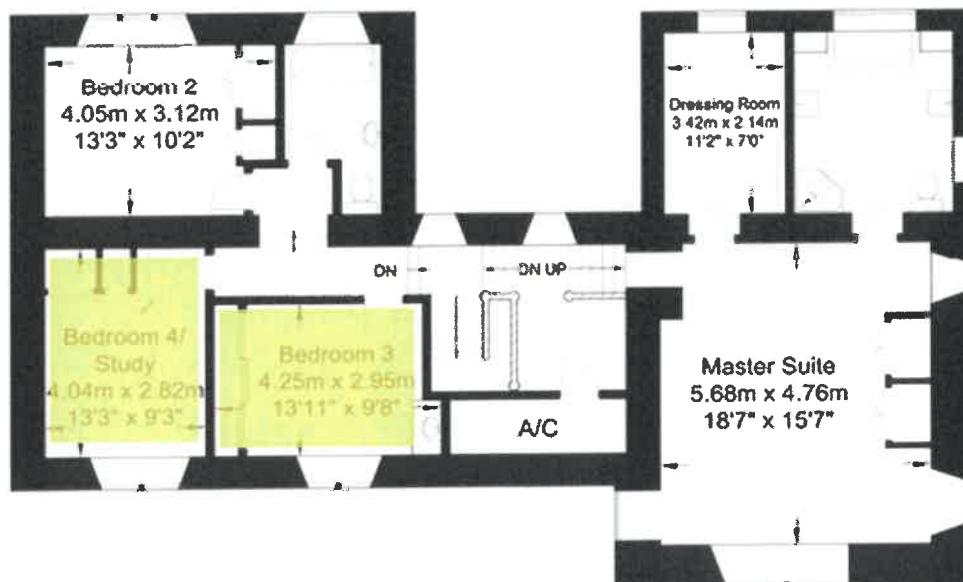 Bedroom 2
4.05m x 3.12m
13'3" x 10'2"
Dressing Room
3.42m x 2.14m
11'2" x 7'0"
DN
DN UP
Bedroom 4/
Study
4.04m x 2.82m
13'3" x 9'3"
Bedroom 3
4.25m x 2.95m
13'11" x 9'8"
Master Suite
5.68m x 4.76m
18'7" x 15'7"
A/C